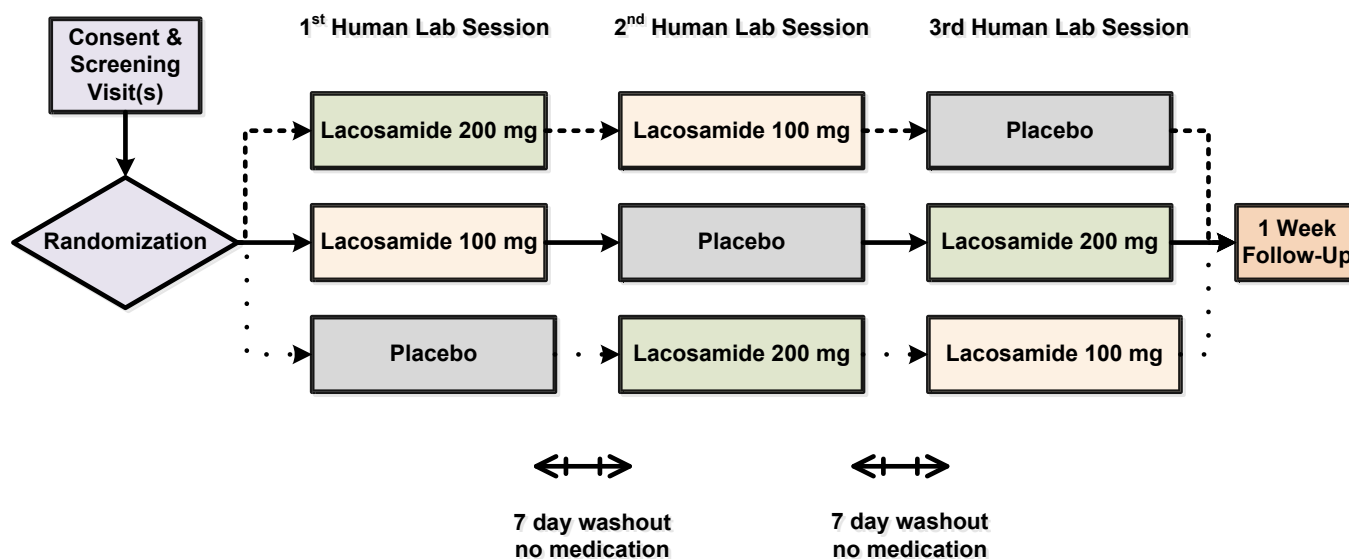 Consent &
Screening
Visit(s)
1st Human Lab Session
2nd Human Lab Session
3rd Human Lab Session
Randomization
Lacosamide 200 mg
Lacosamide 100 mg
Placebo
Lacosamide 100 mg
Placebo
Lacosamide 200 mg
Placebo
Lacosamide 200 mg
Lacosamide 100 mg
1 Week
Follow-Up
7 day washout
no medication
7 day washout
no medication